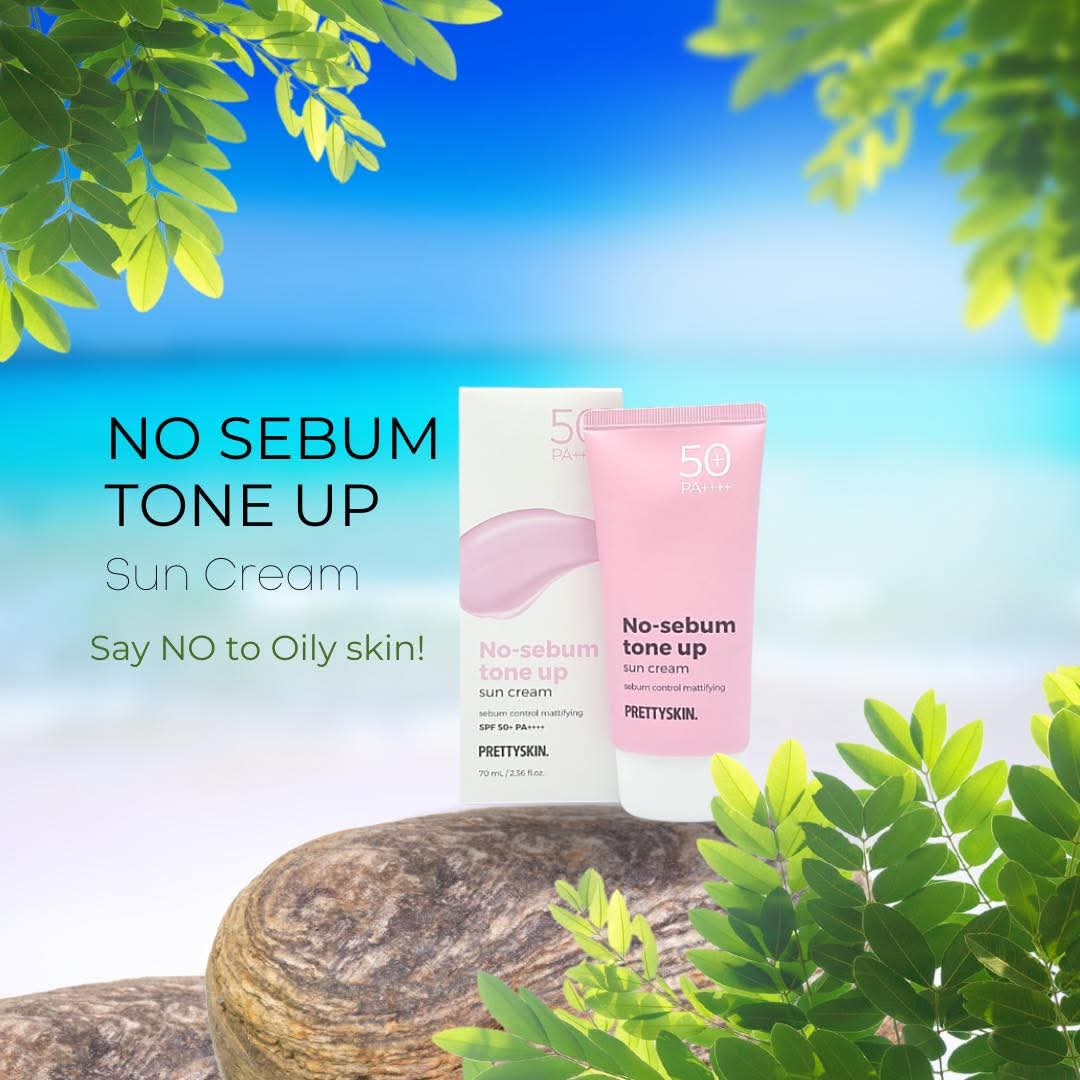 NO SEBUM
TONE UP
Sun Cream
Say NO to Oily skin!
50
PA++
No-sebum
tone up
sun cream
sebum control mattifying
SPF 50+ PA++++
PRETTYSKIN.
70 mL / 2.36 fl.oz.
50+
PA++++
No-sebum
tone up
sun cream
sebum control mattifying
PRETTYSKIN.